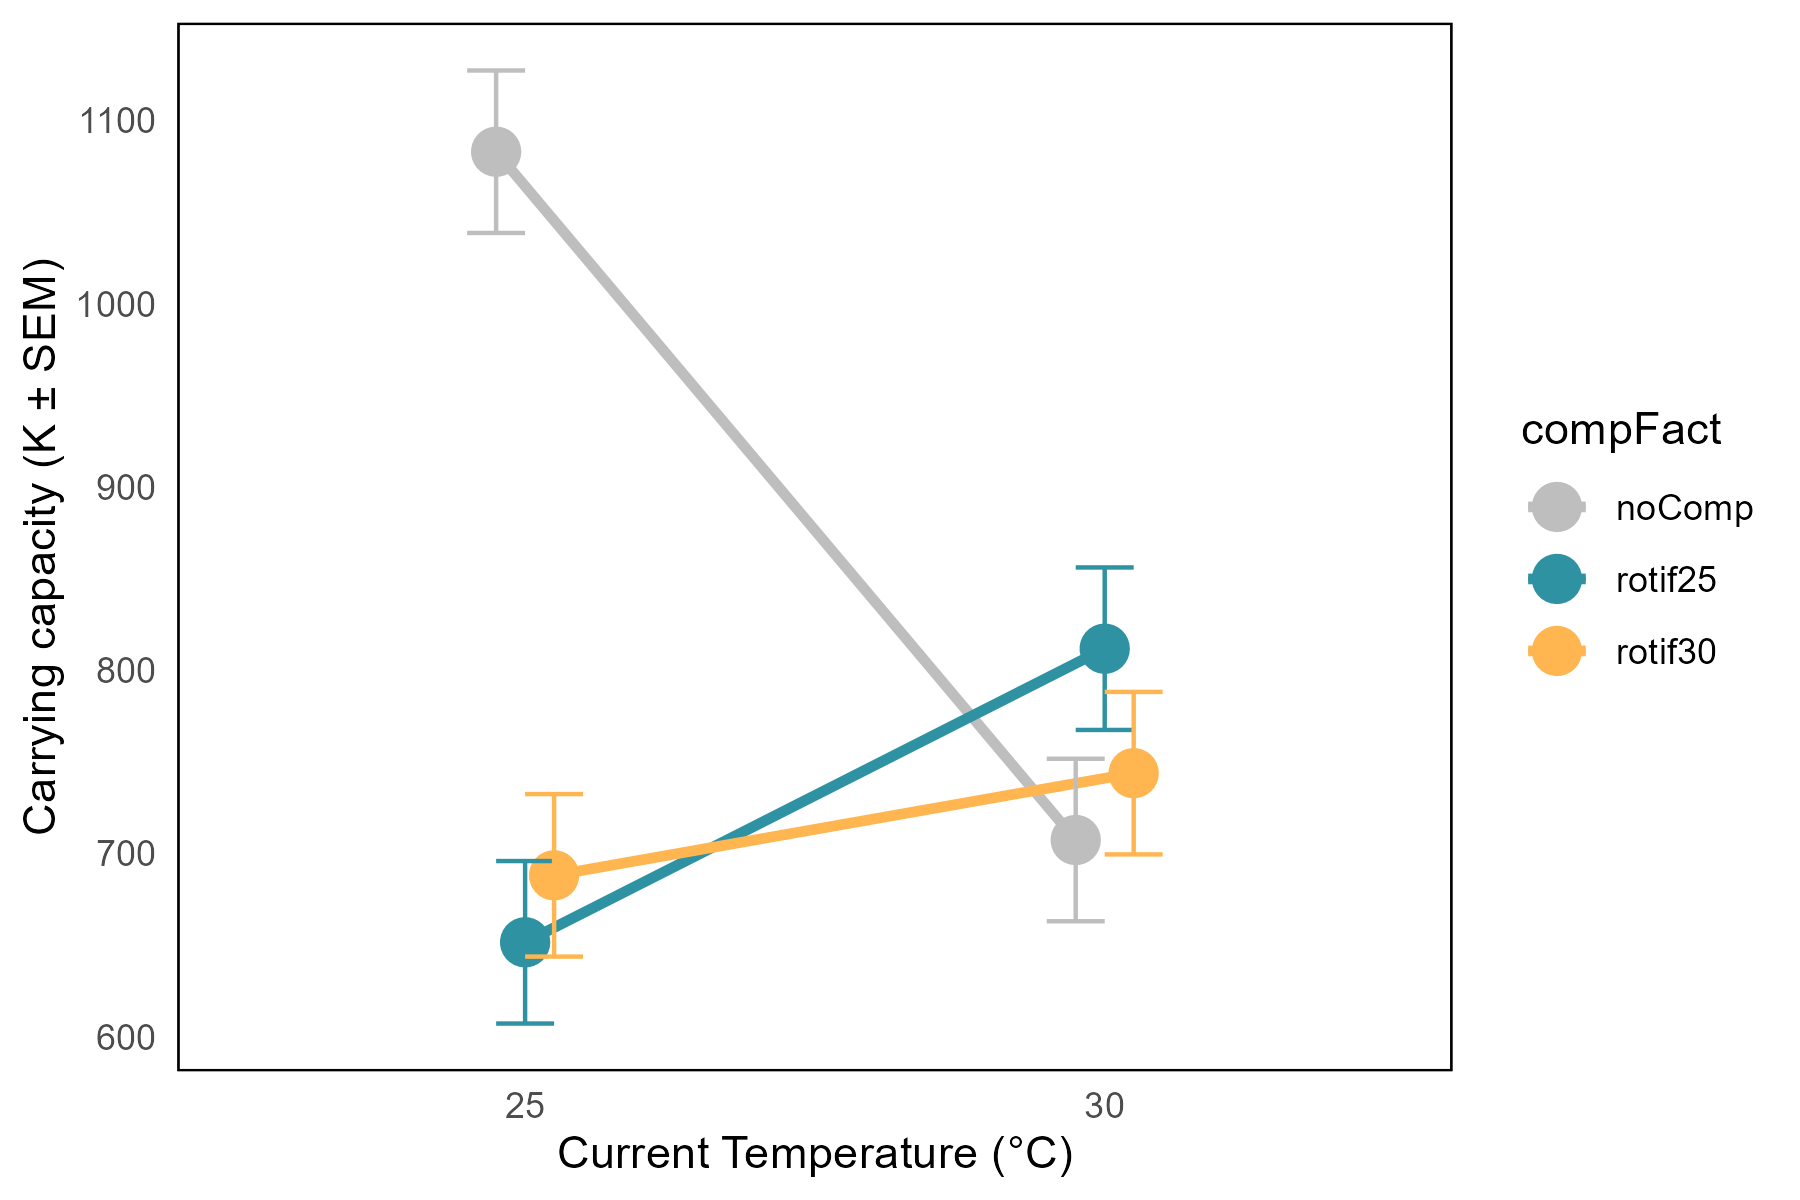 Carrying capacity (K ± SEM)
1100
1000
900
800
700
600
25
30
Current Temperature (°C)
compFact
noComp
rotif25
rotif30